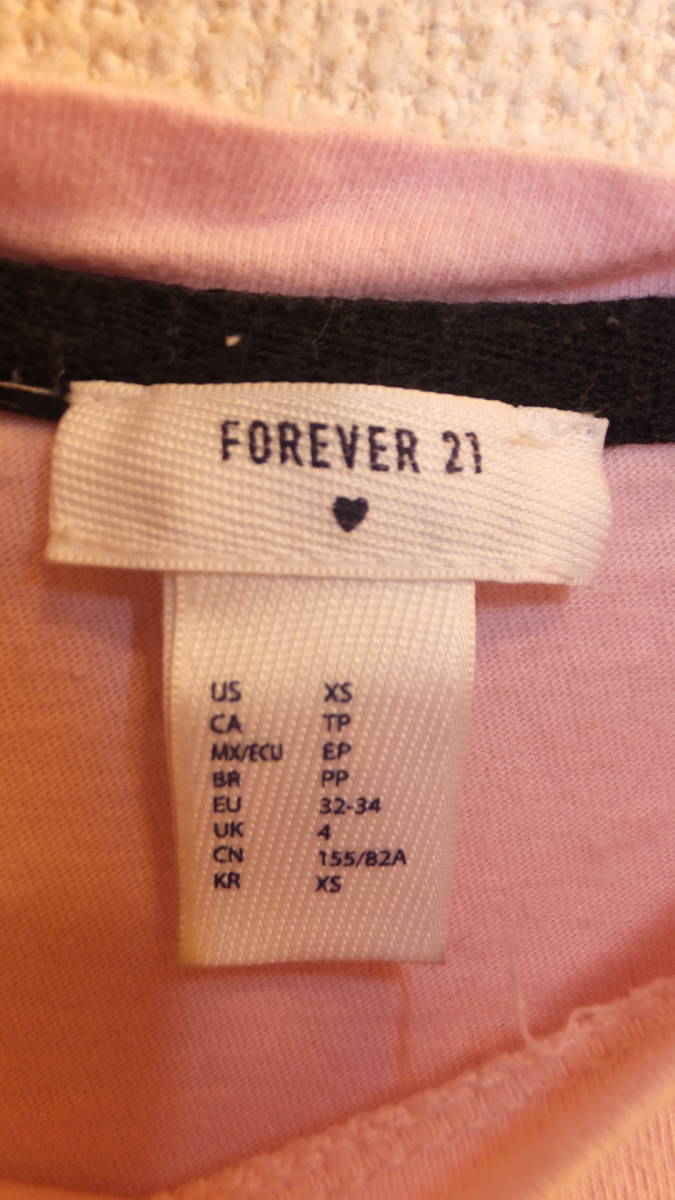 FOREVER 21
US XS
CA TP
MX/ECU EP
BR PP
EU 32-34
UK 4
CN 155/82A
KR XS